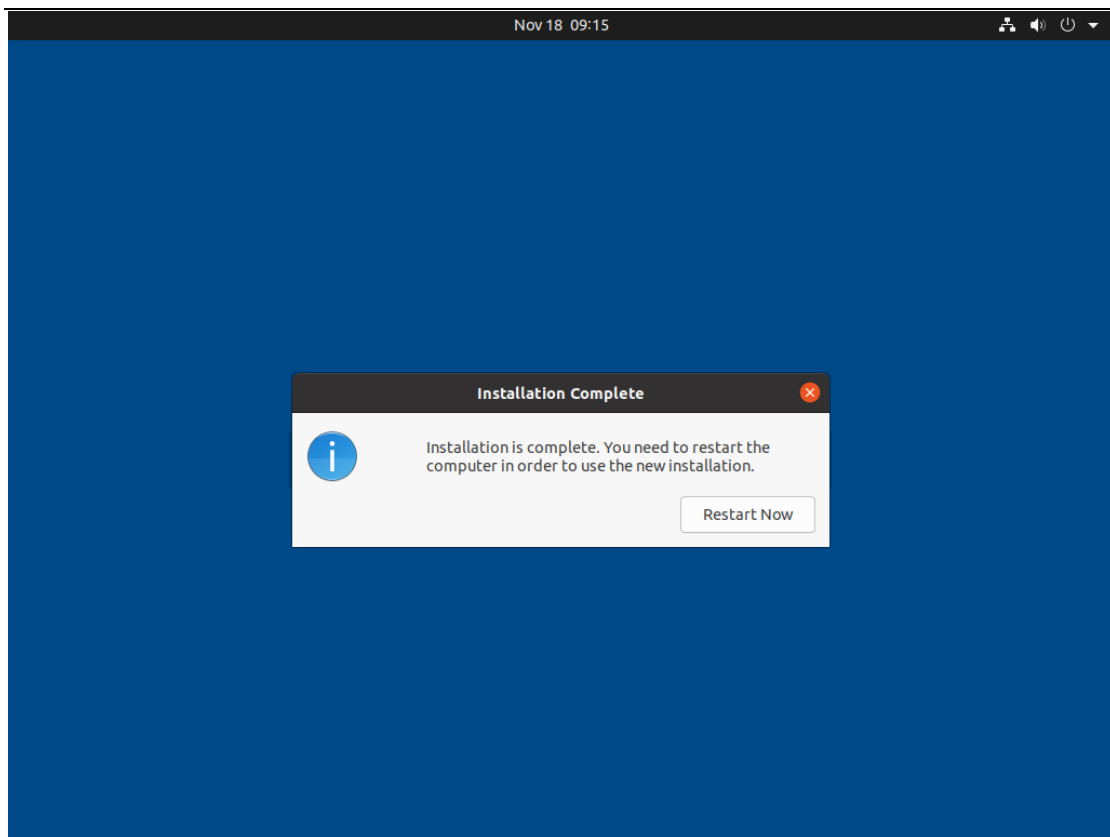 Nov 18 09:15
Installation Complete
Installation is complete. You need to restart the
computer in order to use the new installation.
Restart Now